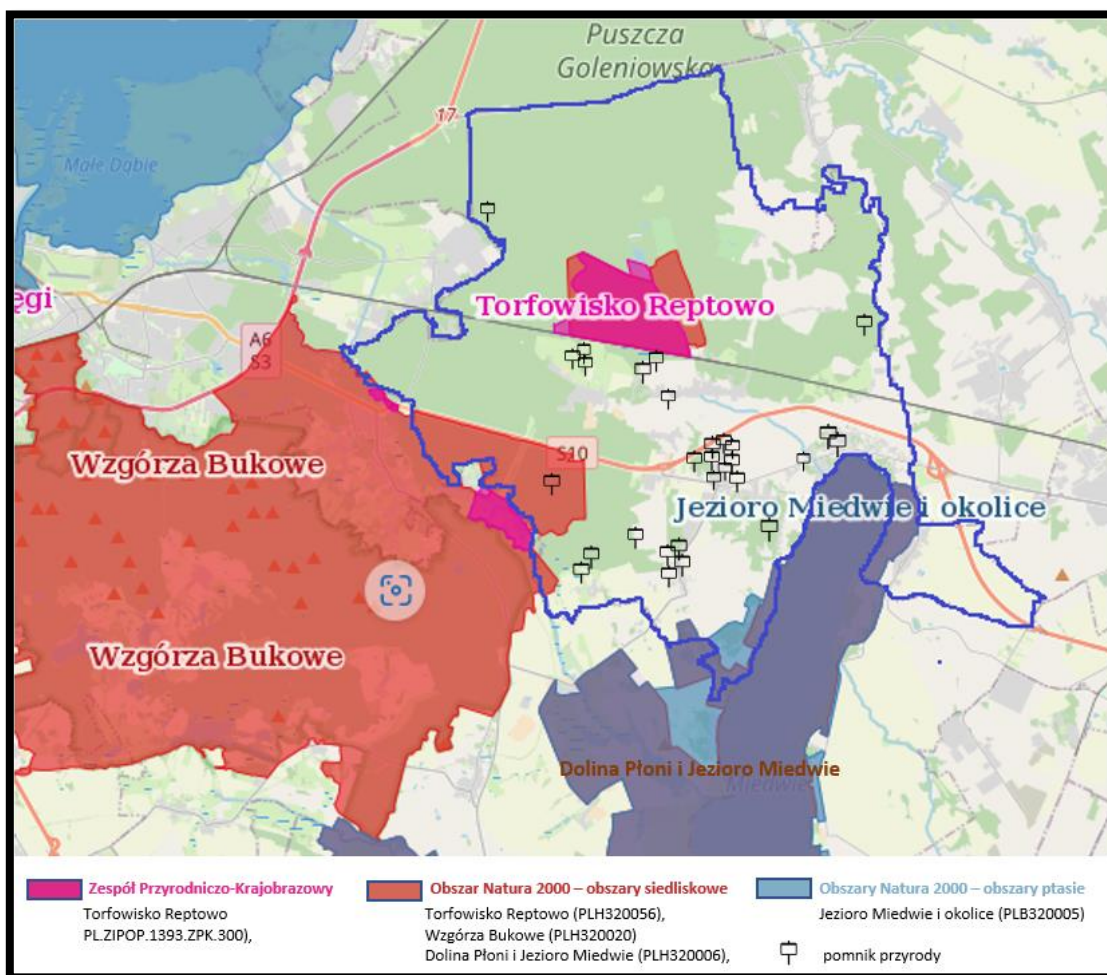 Puszcza
Goleniowska
17
Małe Dąbie
ęgi
Torfowisko Reptowo
A6
S3
S10
Wzgórza Bukowe
Jezioro Miedwie i okolice
Wzgórza Bukowe
Dolina Płoni i Jezioro Miedwie
Miedwie
2
Zespół Przyrodniczo-Krajobrazowy
Torfowisko Reptowo
PL.ZIPOP.1393.ZPK.300),
Obszar Natura 2000 – obszary siedliskowe
Torfowisko Reptowo (PLH320056),
Wzgórza Bukowe (PLH320020)
Dolina Płoni i Jezioro Miedwie (PLH320006),
Obszary Natura 2000 – obszary ptasie
Jezioro Miedwie i okolice (PLB320005)
pomnik przyrody